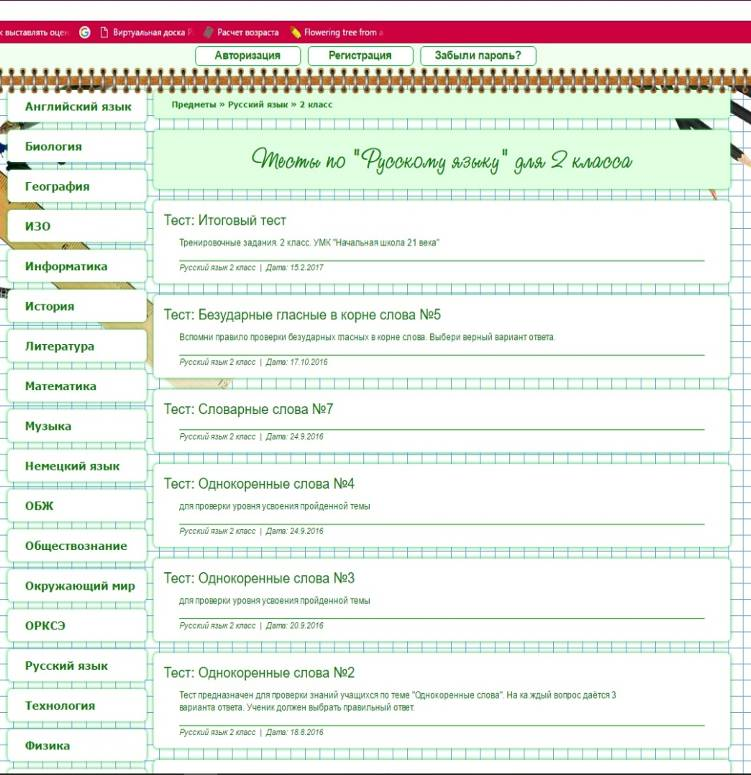 к выставлять оцен
Виртуальная доска P
Расчет возраста
Flowering tree from a
Авторизация
Регистрация
Забыли пароль?
Английский язык
Биология
География
ИЗО
Информатика
История
Литература
Математика
Музыка
Немецкий язык
ОБЖ
Обществознание
Окружающий мир
ОРКСЭ
Русский язык
Технология
Физика
Предметы » Русский язык » 2 класс
Тесты по "Русскому языку" для 2 класса
Тест: Итоговый тест
Тренировочные задания. 2 класс. УМК "Начальная школа 21 века"
Русский язык 2 класс | Дата: 15.2.2017
Тест: Безударные гласные в корне слова №5
Вспомни правило проверки безударных гласных в корне слова. Выбери верный вариант ответа.
Русский язык 2 класс | Дата: 17.10.2016
Тест: Словарные слова №7
Русский язык 2 класс | Дата: 24.9.2016
Тест: Однокоренные слова №4
для проверки уровня усвоения пройденной темы
Русский язык 2 класс | Дата: 24.9.2016
Тест: Однокоренные слова №3
для проверки уровня усвоения пройденной темы
Русский язык 2 класс | Дата: 20.9.2016
Тест: Однокоренные слова №2
Тест предназначен для проверки знаний учащихся по теме "Однокоренные слова". На ка ждый вопрос даётся 3
варианта ответа. Ученик должен выбрать правильный ответ.
Русский язык 2 класс | Дата: 18.8.2016